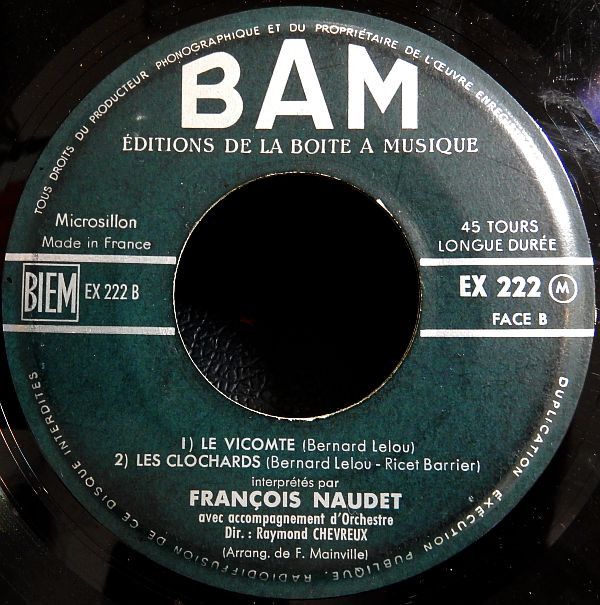 TOUS DROITS DU PRODUCTEUR PHONOGRAPHIQUE ET DU PROPRIÉTAIRE DE L'ŒUVRE ENREGISTRÉE
BAM
ÉDITIONS DE LA BOITE A MUSIQUE
Microsillon
Made in France
45 TOURS
LONGUE DURÉE
BIEM EX 222 B
EX 222 M
FACE B
1) LE VICOMTE (Bernard Lelou)
2) LES CLOCHARDS (Bernard Lelou - Ricet Barrier)
interprétés par
FRANÇOIS NAUDET
avec accompagnement d'Orchestre
Dir. : Raymond CHEVREUX
(Arrang. de F. Mainville)
DUPLICATION EXÉCUTION PUBLIQUE, RADIODIFFUSION DE CE DISQUE INTERDITES